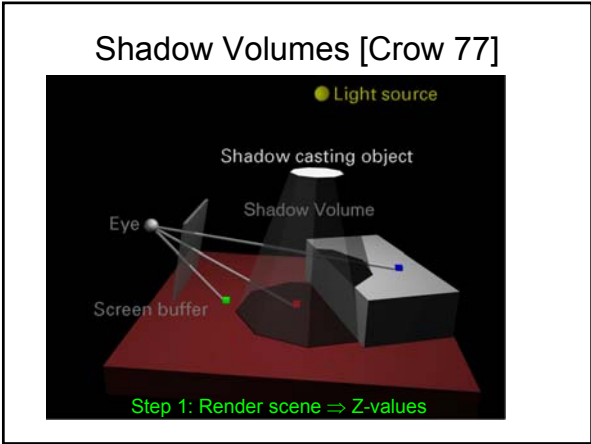 Shadow Volumes [Crow 77]
Light source
Shadow casting object
Shadow Volume
Eye
Screen buffer
Step 1: Render scene ⇒ Z-values